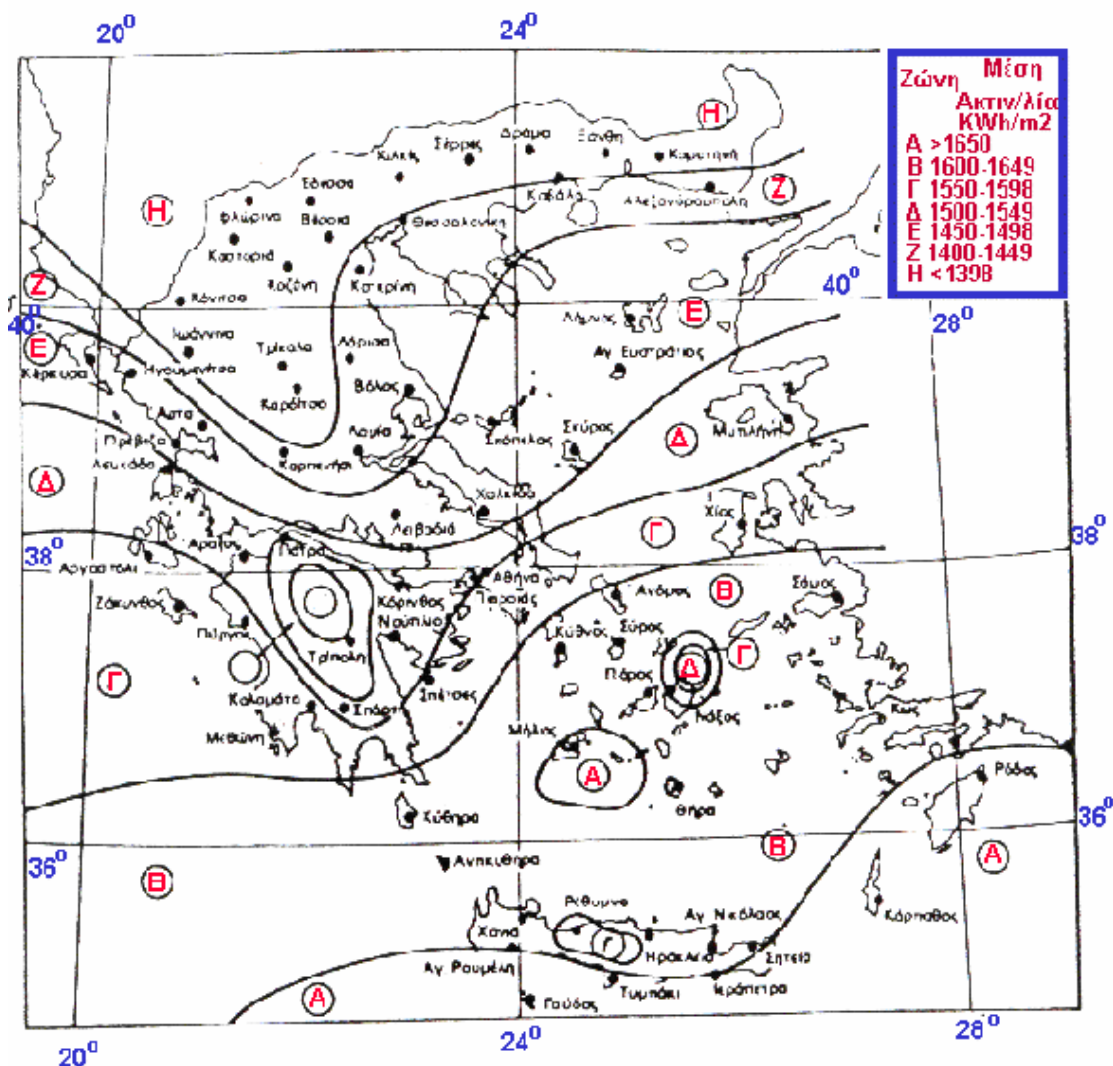 20⁰
24⁰
Ζώνη Μέση
Ακτιν/λία
KWh/m2
Α >1650
Β 1600-1649
Γ 1550-1598
Δ 1500-1549
Ε 1450-1498
Ζ 1400-1449
Η <1398
Η
Δράμα
Ξάνθη
Σέρρες
Κομοτηνή
Κιλκίς
Έδεσσα
Καβάλα
Ζ
Αλεξανδρούπολη
Η
Φλώρινα
Βέροια
Θεσσαλονίκη
Καστοριά
Κοζάνη
Κατερίνη
Ζ
Κόνιτσα
40⁰
40⁰
28⁰
Λήμνος
Ε
Ιωάννινα
Ε
Τρίκαλα
Λάρισα
Αγ Ευστράτιος
Κέρκυρα
Ηγουμενίτσα
Καρδίτσα
Βόλος
Άρτα
Πρέβεζα
Λαμία
Σκόπελος
Σκύρος
Δ
Μυτιλήνη
Λευκάδα
Καρπενήσι
Δ
Χαλκίδα
Λειβαδιά
Χίος
Γ
38⁰
38⁰
Άραξος
Πάτρα
Αργοστόλι
Αθήνα
Πειραιάς
Άνδρος
Β
Σάμος
Ζάκυνθος
Κόρινθος
Ναύπλιο
Πύργος
Κύθνος
Σύρος
Γ
Τρίπολη
Γ
Πάρος
Δ
Σπέτσες
Καλαμάτα
Σπάρτη
Νάξος
Κως
Μεθώνη
Μήλος
Α
Ρόδος
Θήρα
Κύθηρα
36⁰
36⁰
Β
Α
Αντικύθηρα
Β
Ρέθυμνο
Αγ Νικόλαος
Κάρπαθος
Χανιά
Ηράκλειο
Σητεία
Αγ Ρουμέλη
Τυμπάκι
Ιεράπετρα
Α
Γαύδος
20⁰
24⁰
28⁰